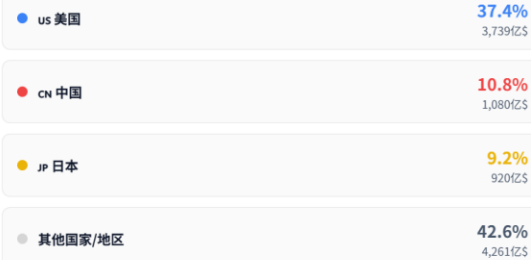 US 美国
37.4%
3,739亿$
CN 中国
10.8%
1,080亿$
JP 日本
9.2%
920亿$
其他国家/地区
42.6%
4,261亿$